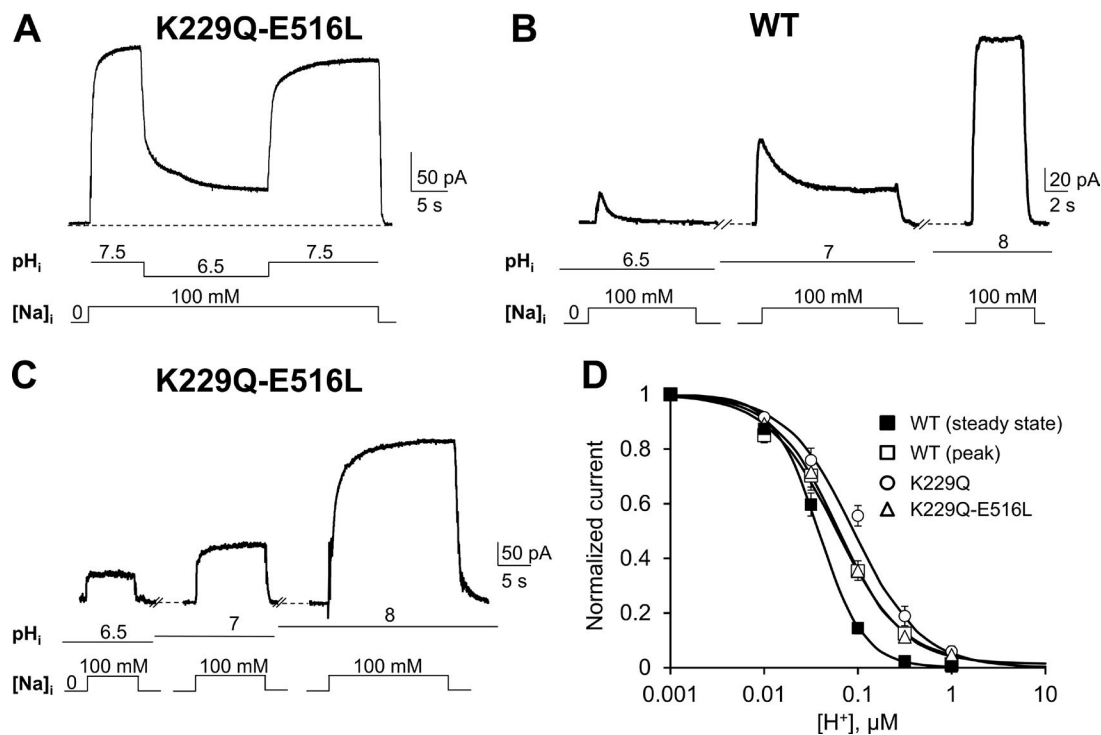 A
K229Q-E516L
50 pA
5 s
pHi
7.5
6.5
7.5
[Na]i
0
100 mM
B
WT
20 pA
2 s
6.5
7
8
0
100 mM
100 mM
100 mM
C
K229Q-E516L
50 pA
5 s
pHi
6.5
7
8
[Na]i
0
100 mM
100 mM
100 mM
D
Normalized current
1
0.8
0.6
0.4
0.2
0
WT (steady state)
WT (peak)
K229Q
K229Q-E516L
0.001
0.01
0.1
1
10
[H+], µM